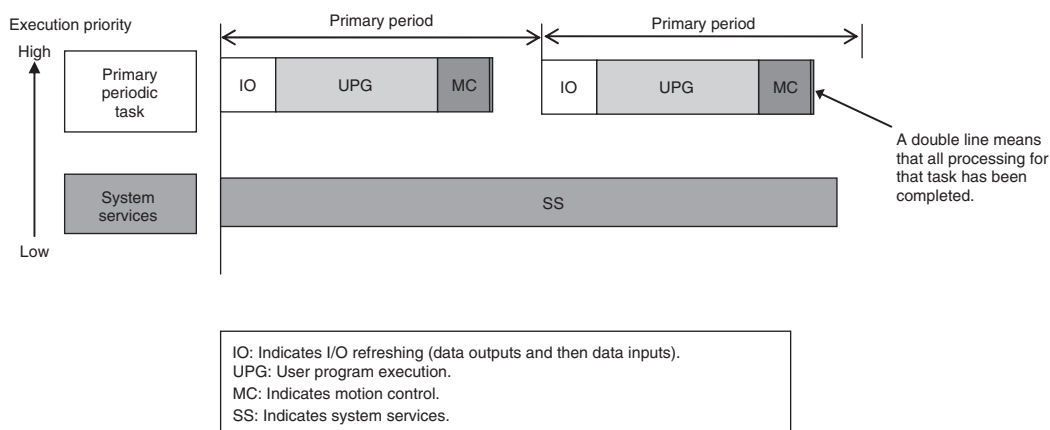 Execution priority
High
Primary
periodic
task
System
services
Low
Primary period
Primary period
IO
UPG
MC
IO
UPG
MC
A double line means
that all processing for
that task has been
completed.
SS
IO: Indicates I/O refreshing (data outputs and then data inputs).
UPG: User program execution.
MC: Indicates motion control.
SS: Indicates system services.